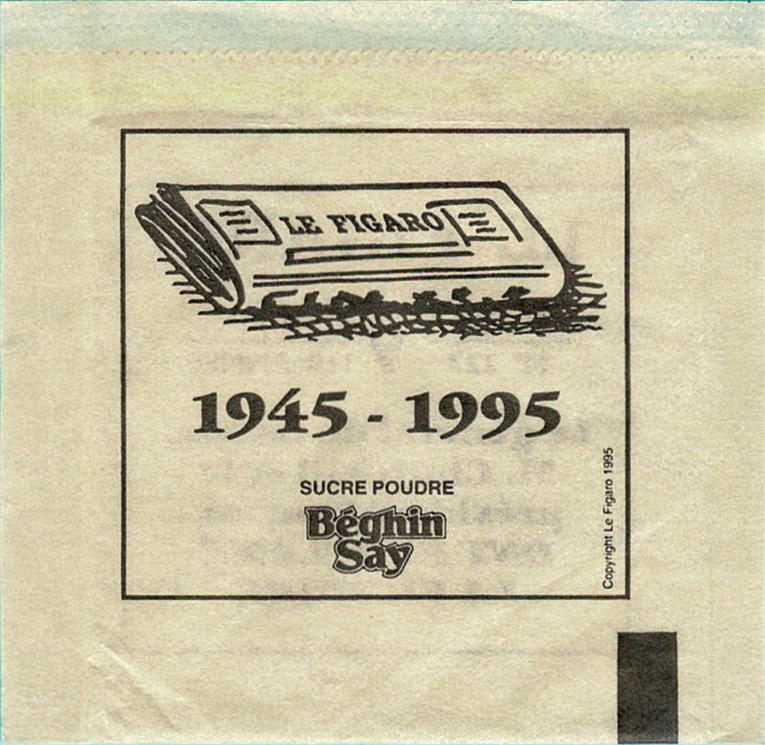 LE FIGARO
1945 - 1995
SUCRE POUDRE
Béghin
Say
Copyright Le Figaro 1995